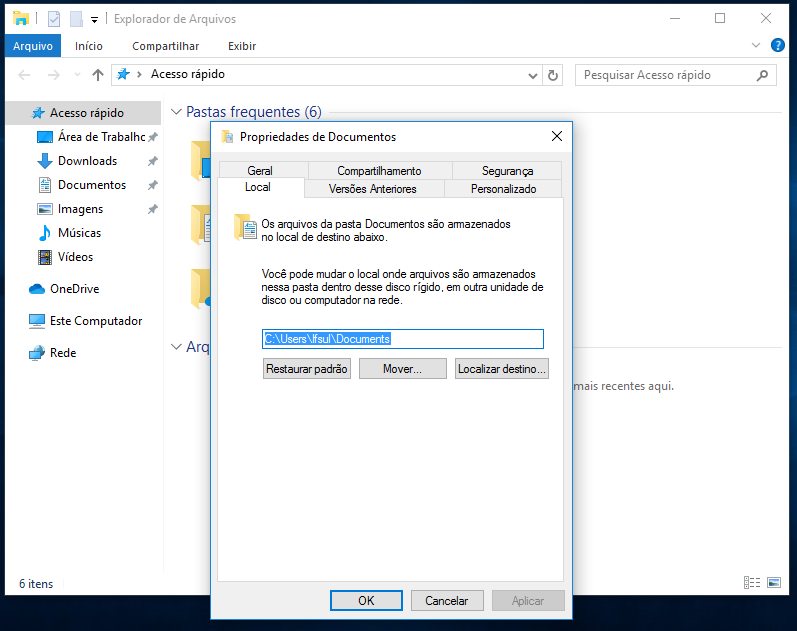 Explorador de Arquivos
Arquivo
Início
Compartilhar
Exibir
Acesso rápido
Pesquisar Acesso rápido
Acesso rápido
Área de Trabalhc
Downloads
Documentos
Imagens
Músicas
Vídeos
OneDrive
Este Computador
Rede
Pastas frequentes (6)
Arq
mais recentes aqui.
Propriedades de Documentos
Geral
Compartilhamento
Segurança
Local
Versões Anteriores
Personalizado
Os arquivos da pasta Documentos são armazenados
no local de destino abaixo.
Você pode mudar o local onde arquivos são armazenados
nessa pasta dentro desse disco rígido, em outra unidade de
disco ou computador na rede.
C:\Users\lfsul\Documents
Restaurar padrão
Mover...
Localizar destino...
OK
Cancelar
Aplicar
6 itens